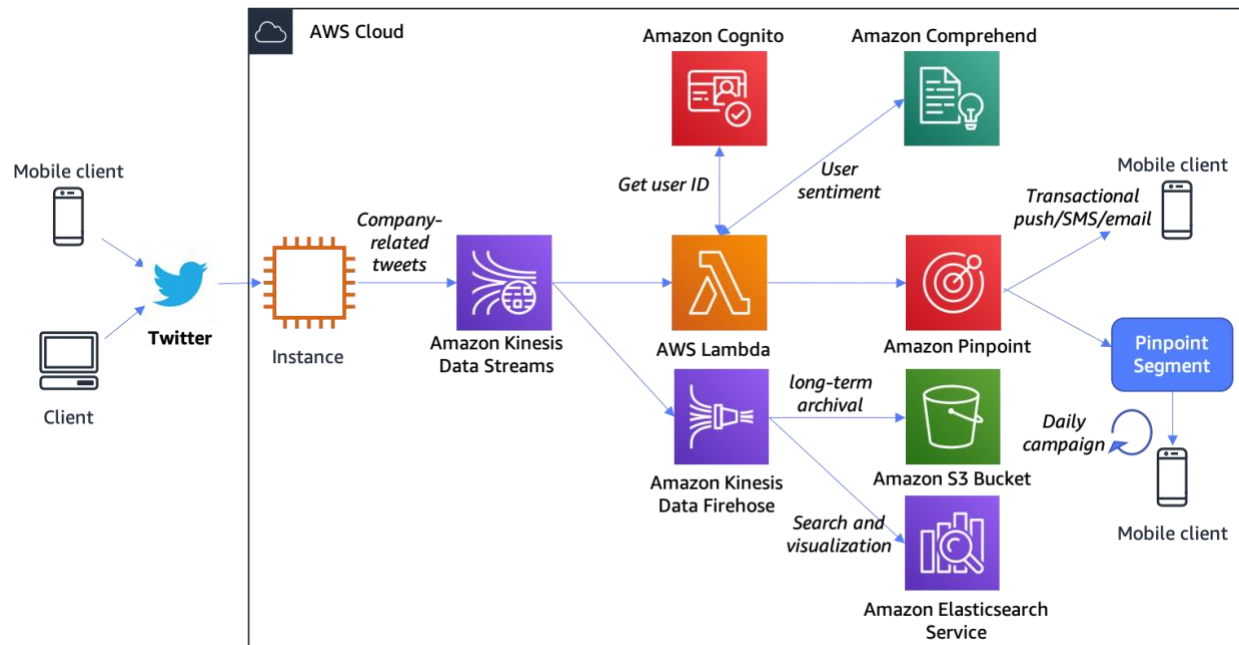 AWS Cloud
Amazon Cognito
Amazon Comprehend
Mobile client
Get user ID
User
sentiment
Mobile client
Transactional
push/SMS/email
Company-
related
tweets
Twitter
Instance
Amazon Kinesis
Data Streams
AWS Lambda
Amazon Pinpoint
Pinpoint
Segment
Client
long-term
archival
Daily
campaign
Amazon Kinesis
Data Firehose
Amazon S3 Bucket
Search and
visualization
Mobile client
Amazon Elasticsearch
Service